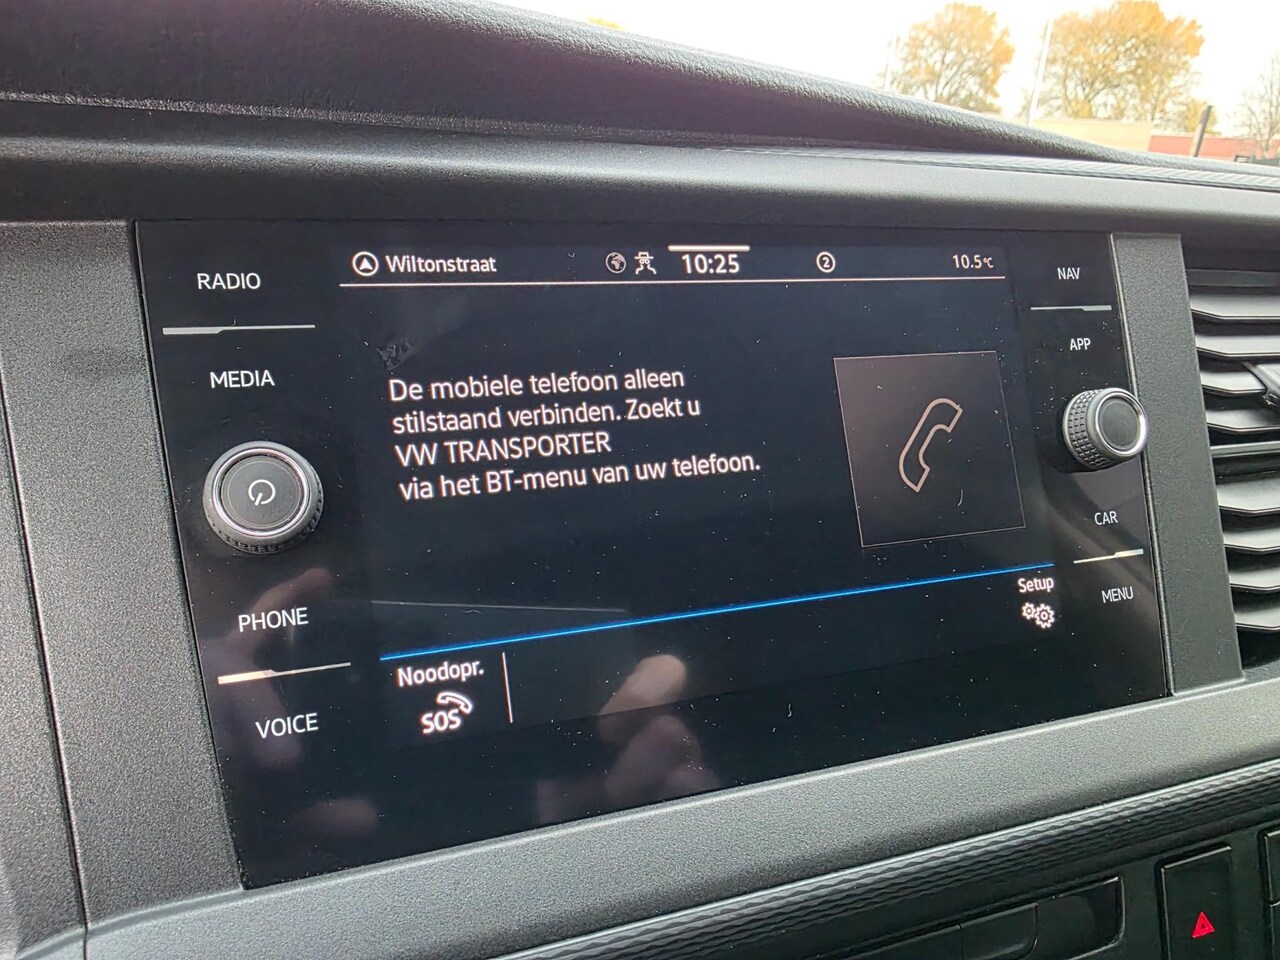 RADIO
MEDIA
PHONE
VOICE
Wiltonstraat
10:25
2
10.5°C
De mobiele telefoon alleen
stilstaand verbinden. Zoekt u
VW TRANSPORTER
via het BT-menu van uw telefoon.
Setup
Noodopr.
SOS
NAV
APP
CAR
MENU